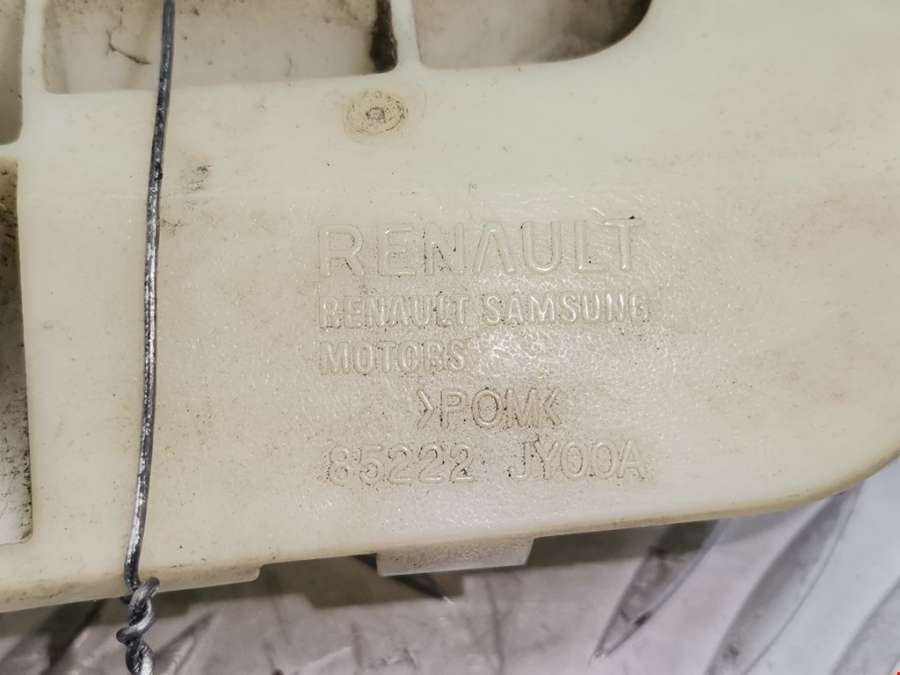 RENAULT
RENAULT SAMSUNG
MOTORS
>POM<
85222 JY00A